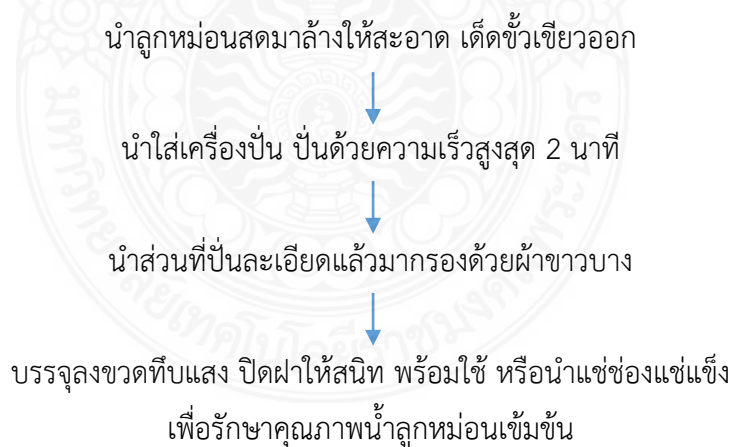 นำลูกหม่อนสดมาล้างให้สะอาด เด็ดขั้วเขียวออก
นำใส่เครื่องปั่น ปั่นด้วยความเร็วสูงสุด 2 นาที
นำส่วนที่ปั่นละเอียดแล้วมากรองด้วยผ้าขาวบาง
บรรจุลงขวดทึบแสง ปิดฝาให้สนิท พร้อมใช้ หรือนำแช่ช่องแช่แข็ง
เพื่อรักษาคุณภาพน้ำลูกหม่อนเข้มข้น